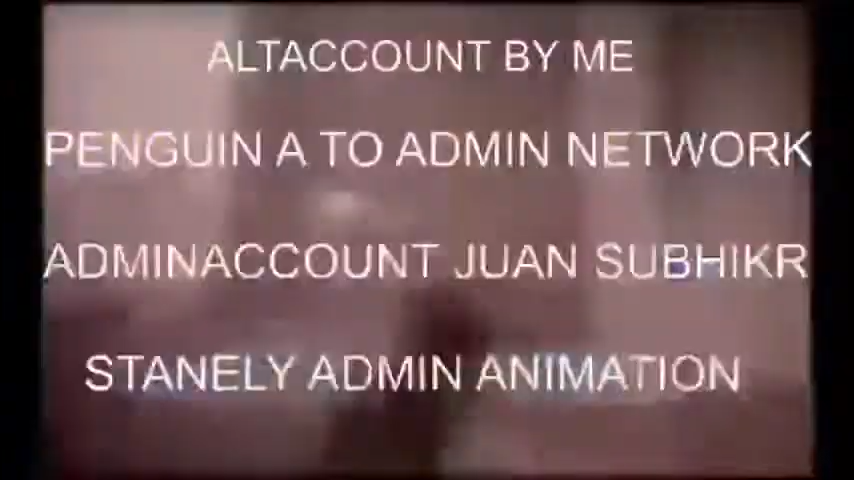 ALTACCOUNT BY ME
PENGUIN A TO ADMIN NETWORK
ADMINACCOUNT JUAN SUBHIKR
STANELY ADMIN ANIMATION